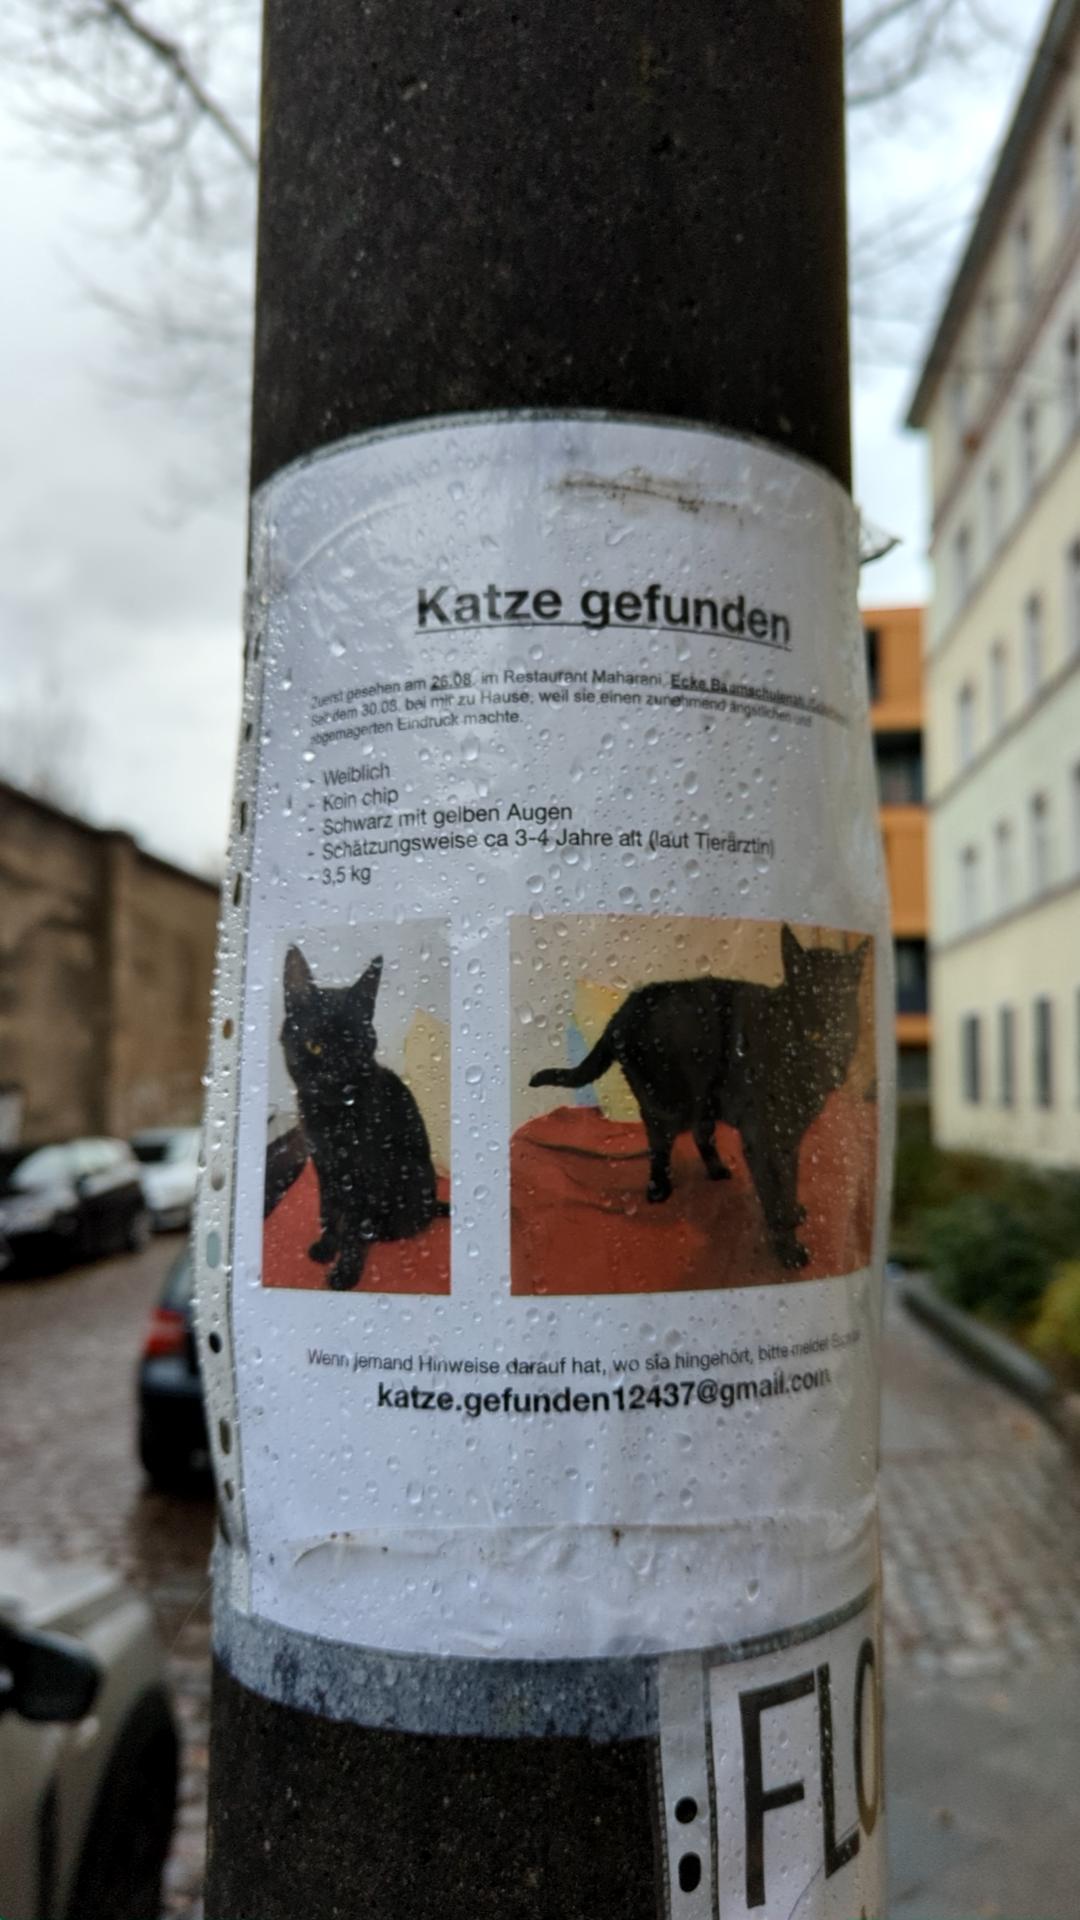 Katze gefunden
Zuerst gesehen am 26.08. im Restaurant Maharani, Ecke Baumschulenstr.
Seit dem 30.08. bei mir zu Hause, weil sie einen zunehmend ängstlichen und
abgemagerten Eindruck machte.
- Weiblich
- Kein chip
- Schwarz mit gelben Augen
- Schätzungsweise ca 3-4 Jahre alt (laut Tierärztin)
- 3,5 kg
Wenn jemand Hinweise darauf hat, wo sie hingehört, bitte meldet
katze.gefunden12437@gmail.com
FLO